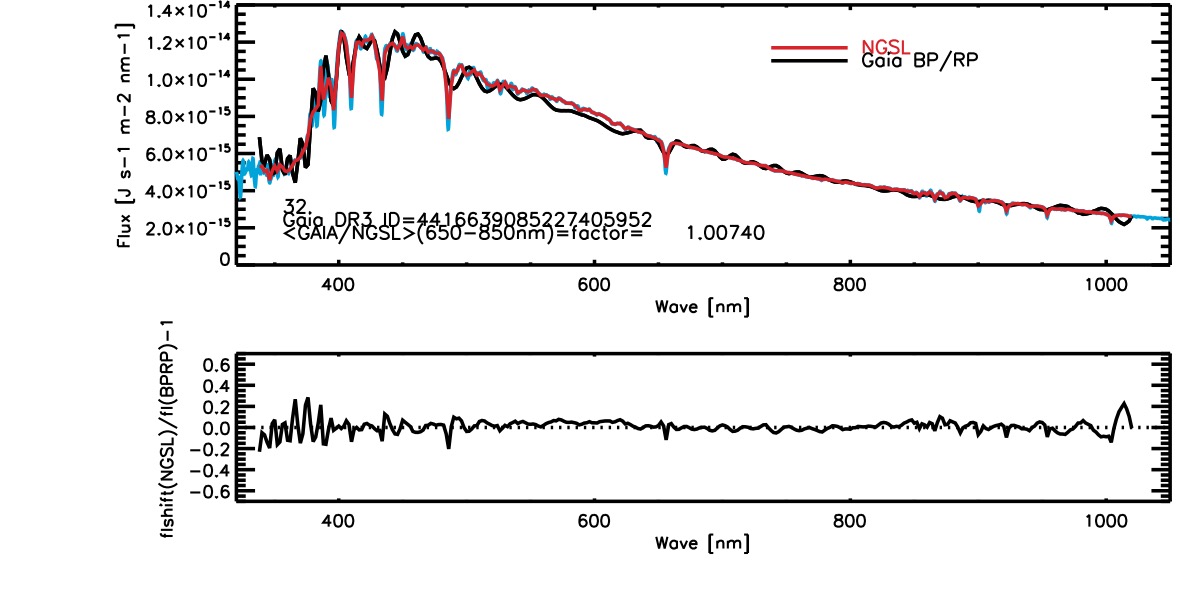 1.4×10−14
1.2×10−14
1.0×10−14
8.0×10−15
6.0×10−15
4.0×10−15
2.0×10−15
0
Flux [J s−1 m−2 nm−1]
NGSL
Gaia BP/RP
32.
Gaia DR3 ID=4416639085227405952
<GAIA/NGSL>(650−850nm)=factor= 1.00740
400 600 800 1000
Wave [nm]
flshift(NGSL)/fl(BPRP)−1
0.6
0.4
0.2
0.0
−0.2
−0.4
−0.6
400 600 800 1000
Wave [nm]